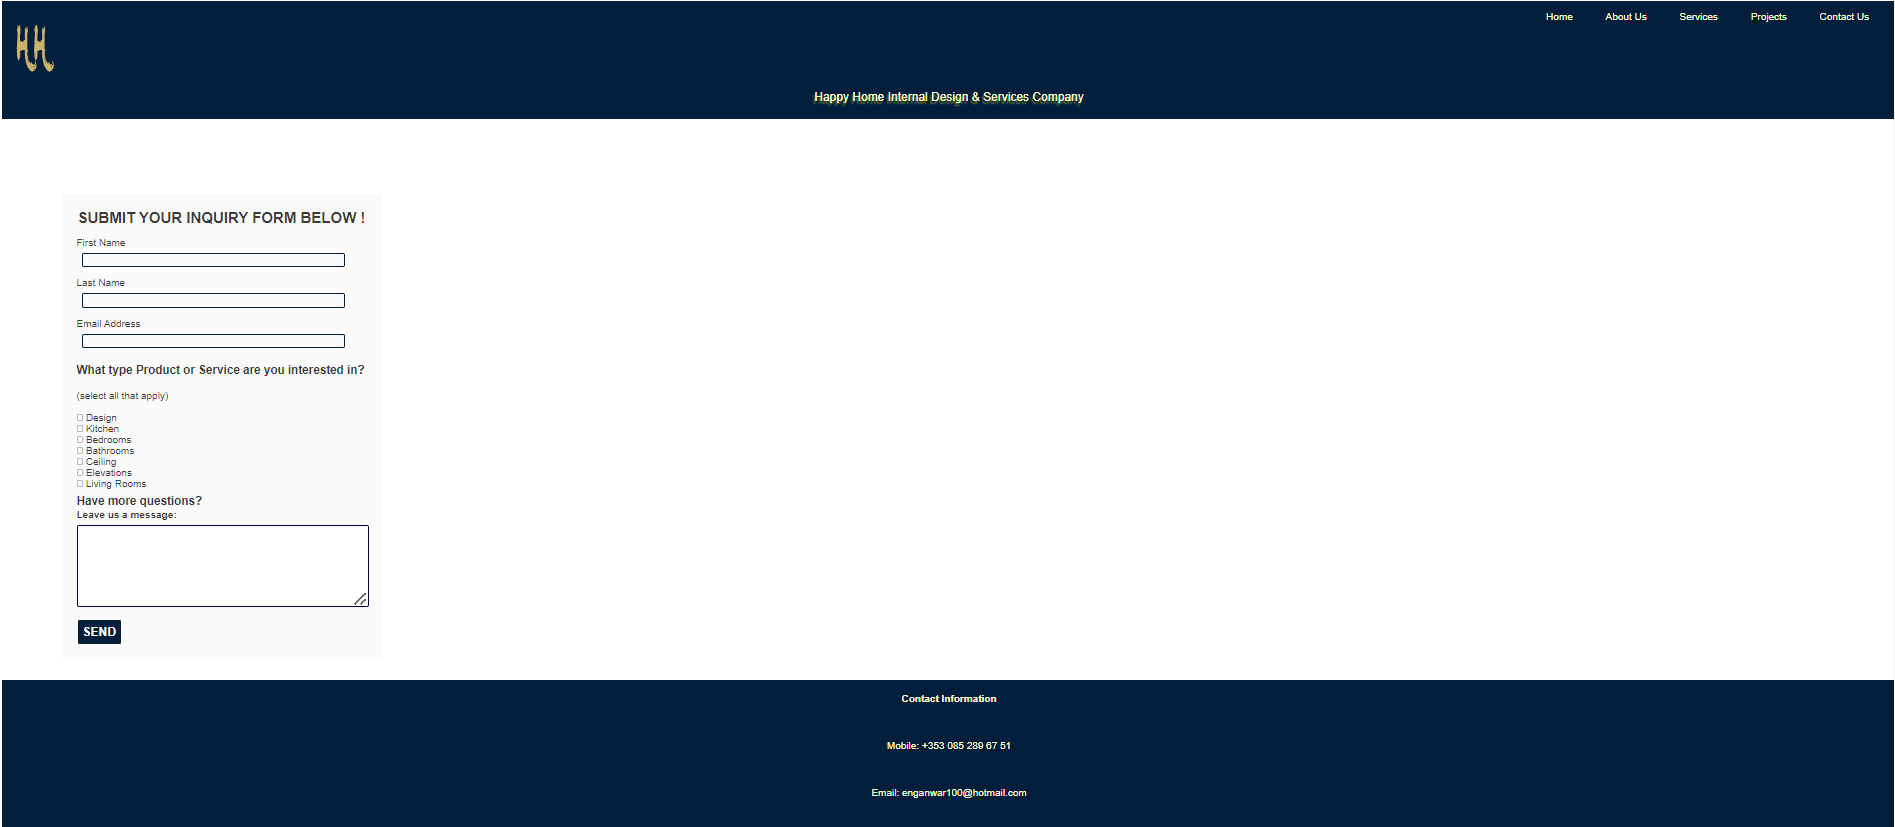 HH
Home About Us Services Projects Contact Us
Happy Home Internal Design & Services Company
SUBMIT YOUR INQUIRY FORM BELOW !
First Name
Last Name
Email Address
What type Product or Service are you interested in?
(select all that apply)
Design
Kitchen
Bedrooms
Bathrooms
Ceiling
Elevations
Living Rooms
Have more questions?
Leave us a message:
SEND
Contact Information
Mobile: +353 085 289 67 51
Email: enganwar100@hotmail.com